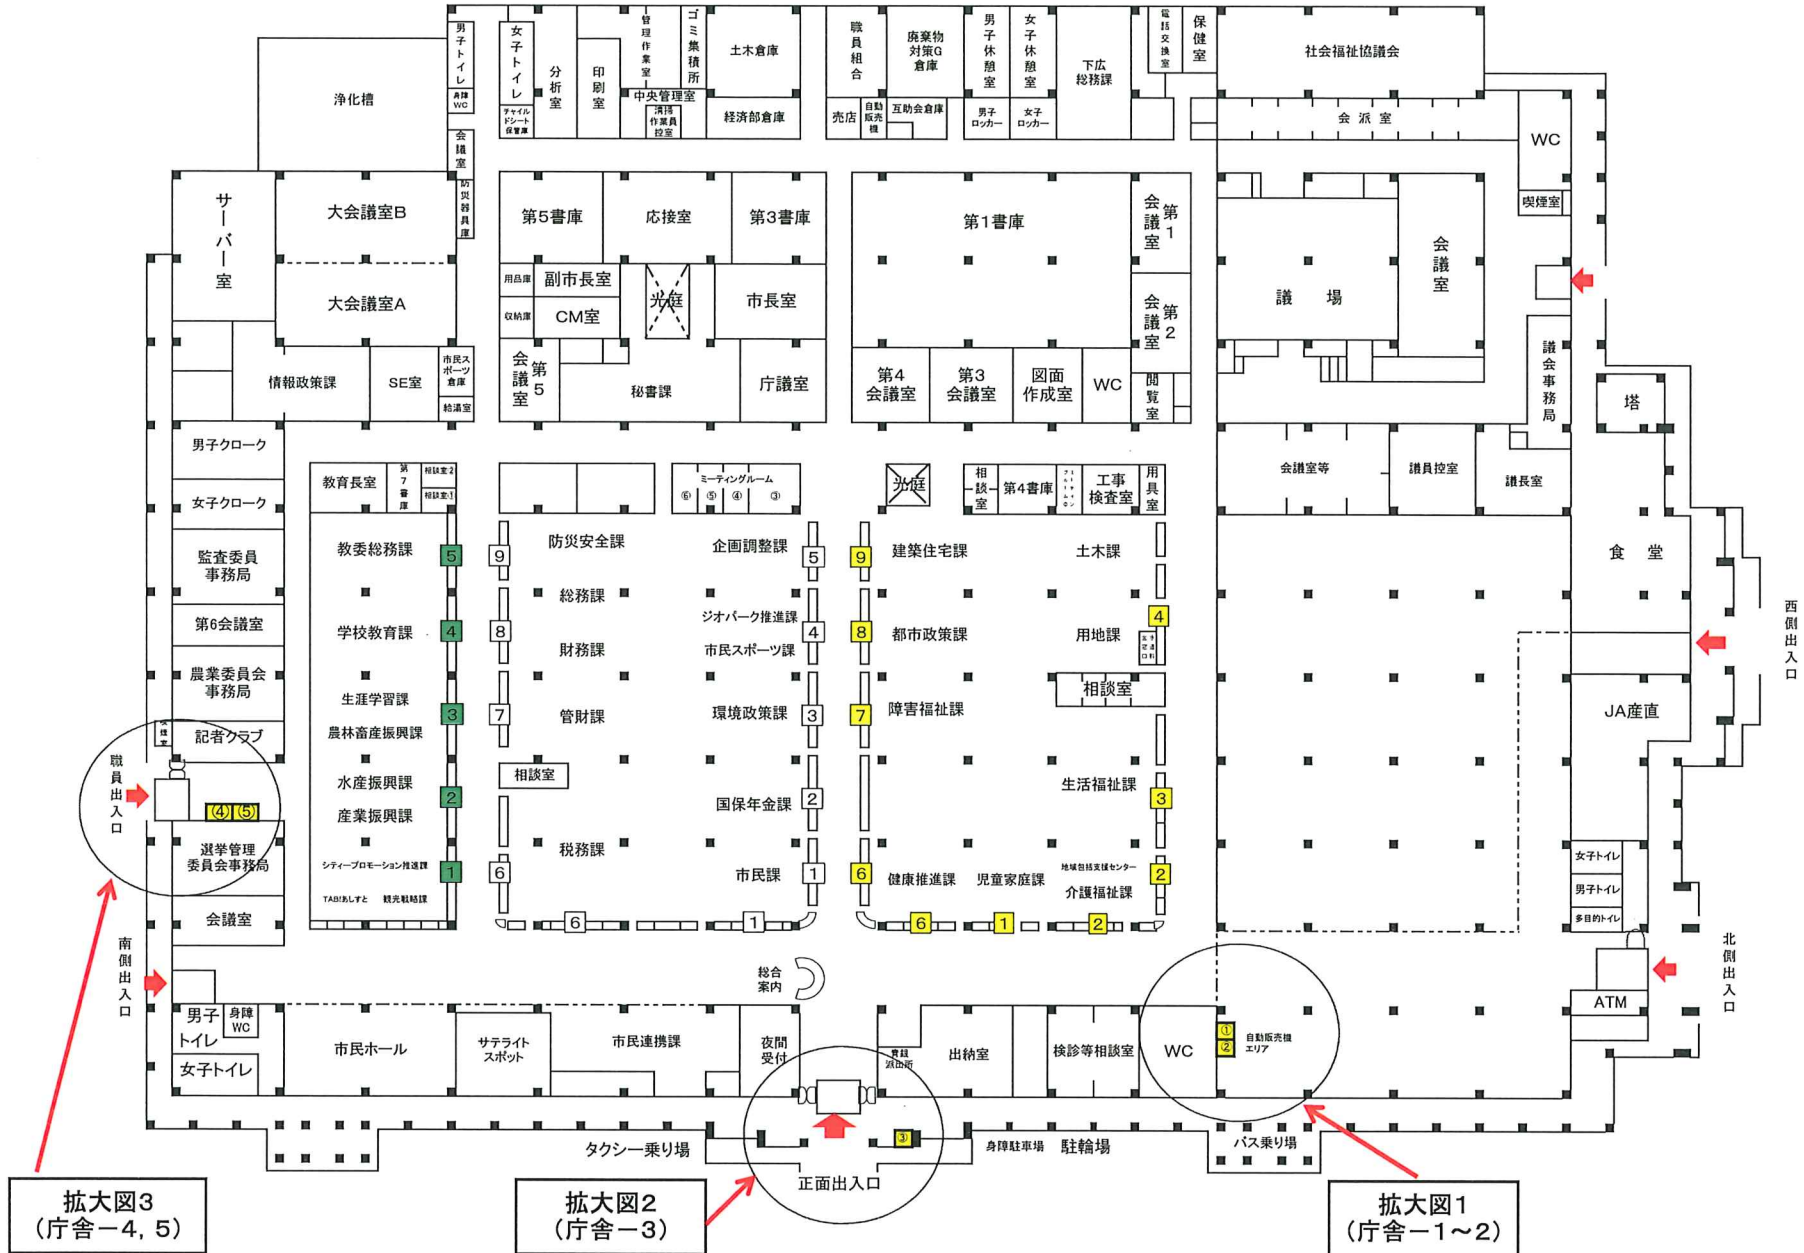 男子トイレ
身障WC
女子トイレ
チャイルドシート保管庫
分析室
印刷室
管理作業室
ゴミ集積所
中央管理室
清掃作業員控室
土木倉庫
経済部倉庫
職員組合
売店
自動販売機
廃棄物対策G倉庫
互助会倉庫
男子休憩室
女子休憩室
男子ロッカー
女子ロッカー
下広総務課
電話交換室
保健室
社会福祉協議会
会派室
WC
喫煙室
浄化槽
会議室
防災器具庫
サーバー室
大会議室B
大会議室A
第5書庫
応接室
第3書庫
用品庫
副市長室
収納庫
CM室
光庭
市長室
第5会議室
秘書課
庁議室
第1書庫
第1会議室
第2会議室
第4会議室
第3会議室
図面作成室
WC
閲覧室
議場
会議室
議会事務局
塔
情報政策課
SE室
市民スポーツ倉庫
給湯室
男子クローク
女子クローク
監査委員事務局
第6会議室
農業委員会事務局
喫煙室
記者クラブ
教育長室
第7書庫
相談室2
相談室①
ミーティングルーム
⑥ ⑤ ④ ③
光庭
相談室
第4書庫
工事検査室
用具室
会議室等
議員控室
議長室
食堂
西側出入口
JA産直
教委総務課
5
学校教育課
4
生涯学習課
3
農林畜産振興課
水産振興課
2
産業振興課
シティープロモーション推進課
1
TABIあしすと
観光戦略課
9
防災安全課
総務課
8
財務課
7
管財課
相談室
税務課
6
6
企画調整課
5
ジオパーク推進課
4
市民スポーツ課
環境政策課
3
国保年金課
2
市民課
1
1
9
建築住宅課
8
都市政策課
7
障害福祉課
6
健康推進課
児童家庭課
6
1
2
土木課
4
用地課
相談室
生活福祉課
3
地域包括支援センター
介護福祉課
2
女子トイレ
男子トイレ
多目的トイレ
北側出入口
ATM
職員出入口
④ ⑤
選挙管理委員会事務局
会議室
南側出入口
男子トイレ
身障WC
女子トイレ
市民ホール
サテライトスポット
市民連携課
夜間受付
総合案内
出納室
検診等相談室
WC
①
②
自動販売機エリア
③
タクシー乗り場
正面出入口
身障駐車場
駐輪場
バス乗り場
拡大図3
(庁舎－4, 5)
拡大図2
(庁舎－3)
拡大図1
(庁舎－1～2)